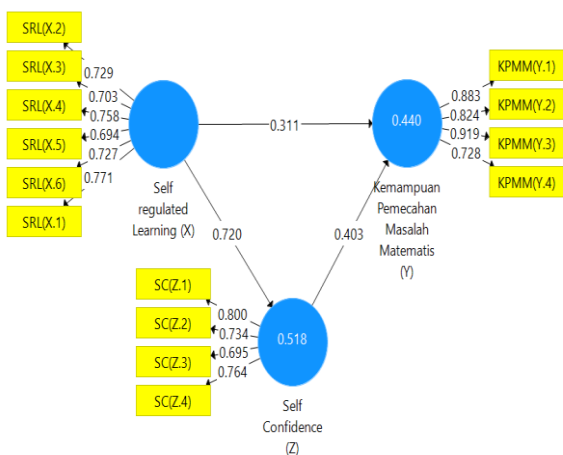 SRL(X.2)
SRL(X.3)
SRL(X.4)
SRL(X.5)
SRL(X.6)
SRL(X.1)
0.729
0.703
0.758
0.694
0.727
0.771
Self
regulated
Learning (X)
0.311
0.720
0.403
0.440
Kemampuan
Pemecahan
Masalah
Matematis
(Y)
0.883
0.824
0.919
0.728
KPMM(Y.1)
KPMM(Y.2)
KPMM(Y.3)
KPMM(Y.4)
SC(Z.1)
SC(Z.2)
SC(Z.3)
SC(Z.4)
0.800
0.734
0.695
0.764
0.518
Self
Confidence
(Z)